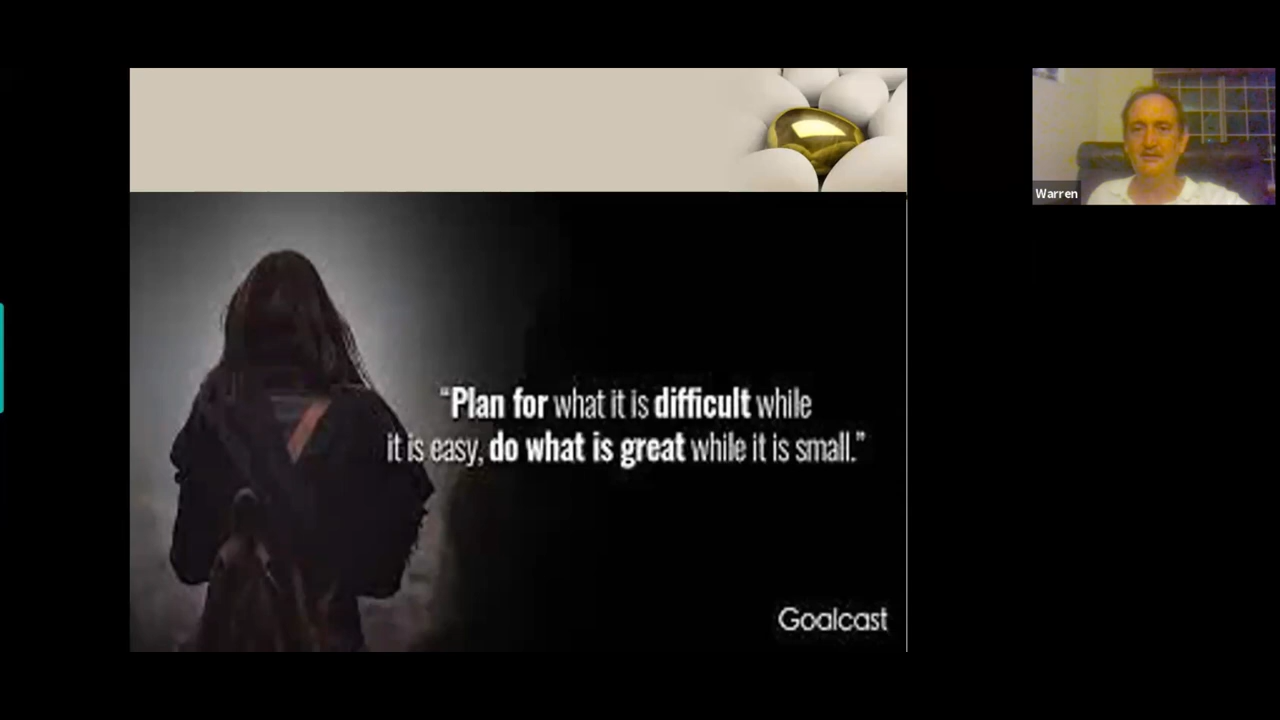 “Plan for what it is difficult while
it is easy, do what is great while it is small.”
Goalcast
Warren